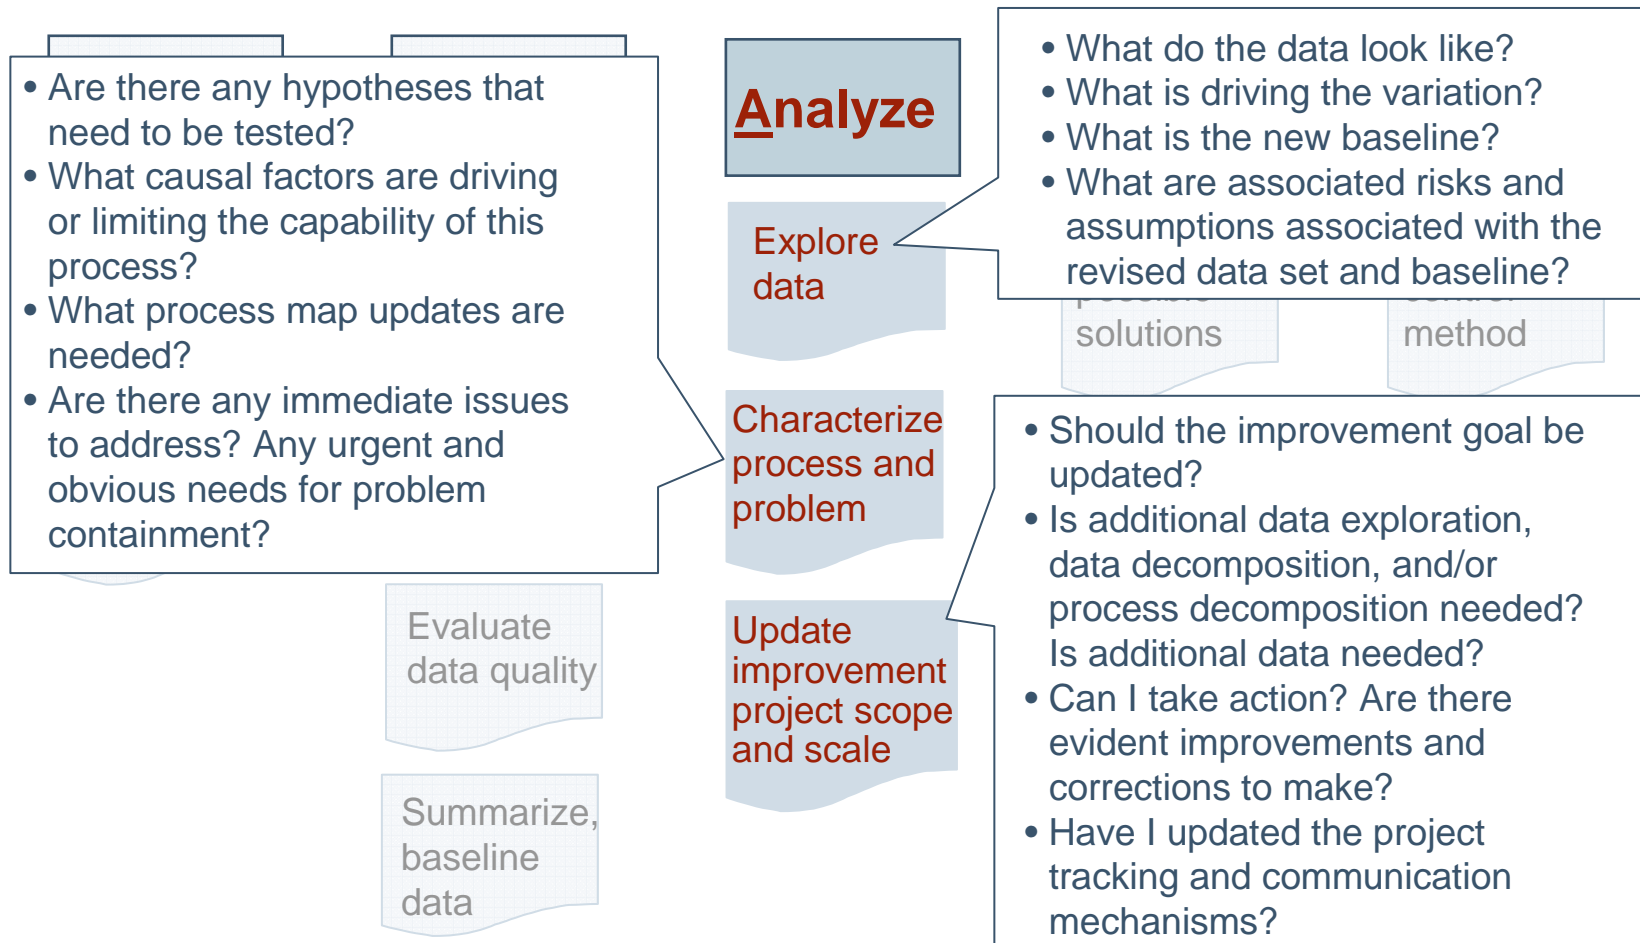 • Are there any hypotheses that
need to be tested?
• What causal factors are driving
or limiting the capability of this
process?
• What process map updates are
needed?
• Are there any immediate issues
to address? Any urgent and
obvious needs for problem
containment?
Evaluate
data quality
Summarize,
baseline
data
Analyze
Explore
data
Characterize
process and
problem
Update
improvement
project scope
and scale
• What do the data look like?
• What is driving the variation?
• What is the new baseline?
• What are associated risks and
assumptions associated with the
revised data set and baseline?
possible
solutions
control
method
• Should the improvement goal be
updated?
• Is additional data exploration,
data decomposition, and/or
process decomposition needed?
Is additional data needed?
• Can I take action? Are there
evident improvements and
corrections to make?
• Have I updated the project
tracking and communication
mechanisms?